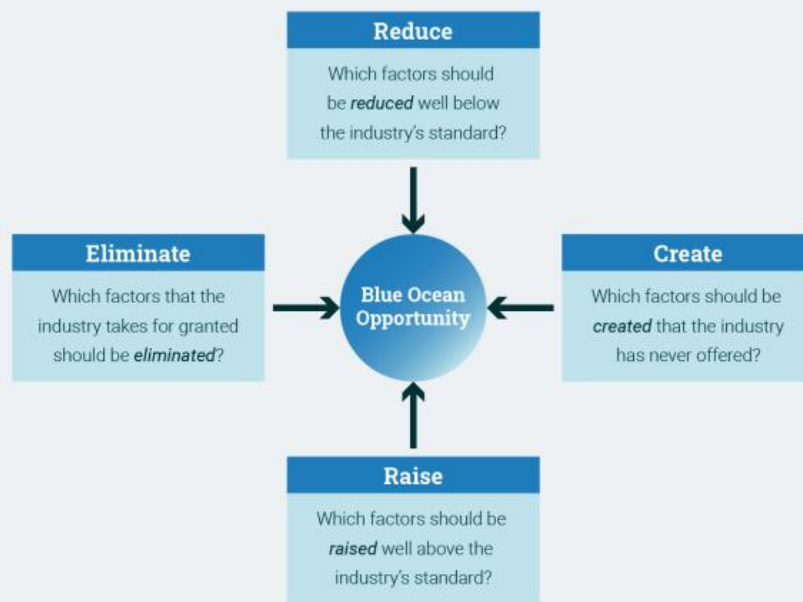 Reduce
Which factors should
be reduced well below
the industry's standard?
Eliminate
Which factors that the
industry takes for granted
should be eliminated?
Blue Ocean
Opportunity
Create
Which factors should be
created that the industry
has never offered?
Raise
Which factors should be
raised well above the
industry's standard?